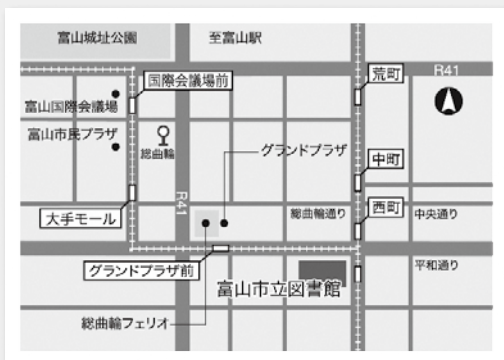 富山城址公園
至富山駅
国際会議場前
荒町
R41
富山国際会議場
富山市民プラザ
総曲輪
グランドプラザ
中町
R41
大手モール
総曲輪通り
西町
中央通り
グランドプラザ前
平和通り
富山市立図書館
総曲輪フェリオ